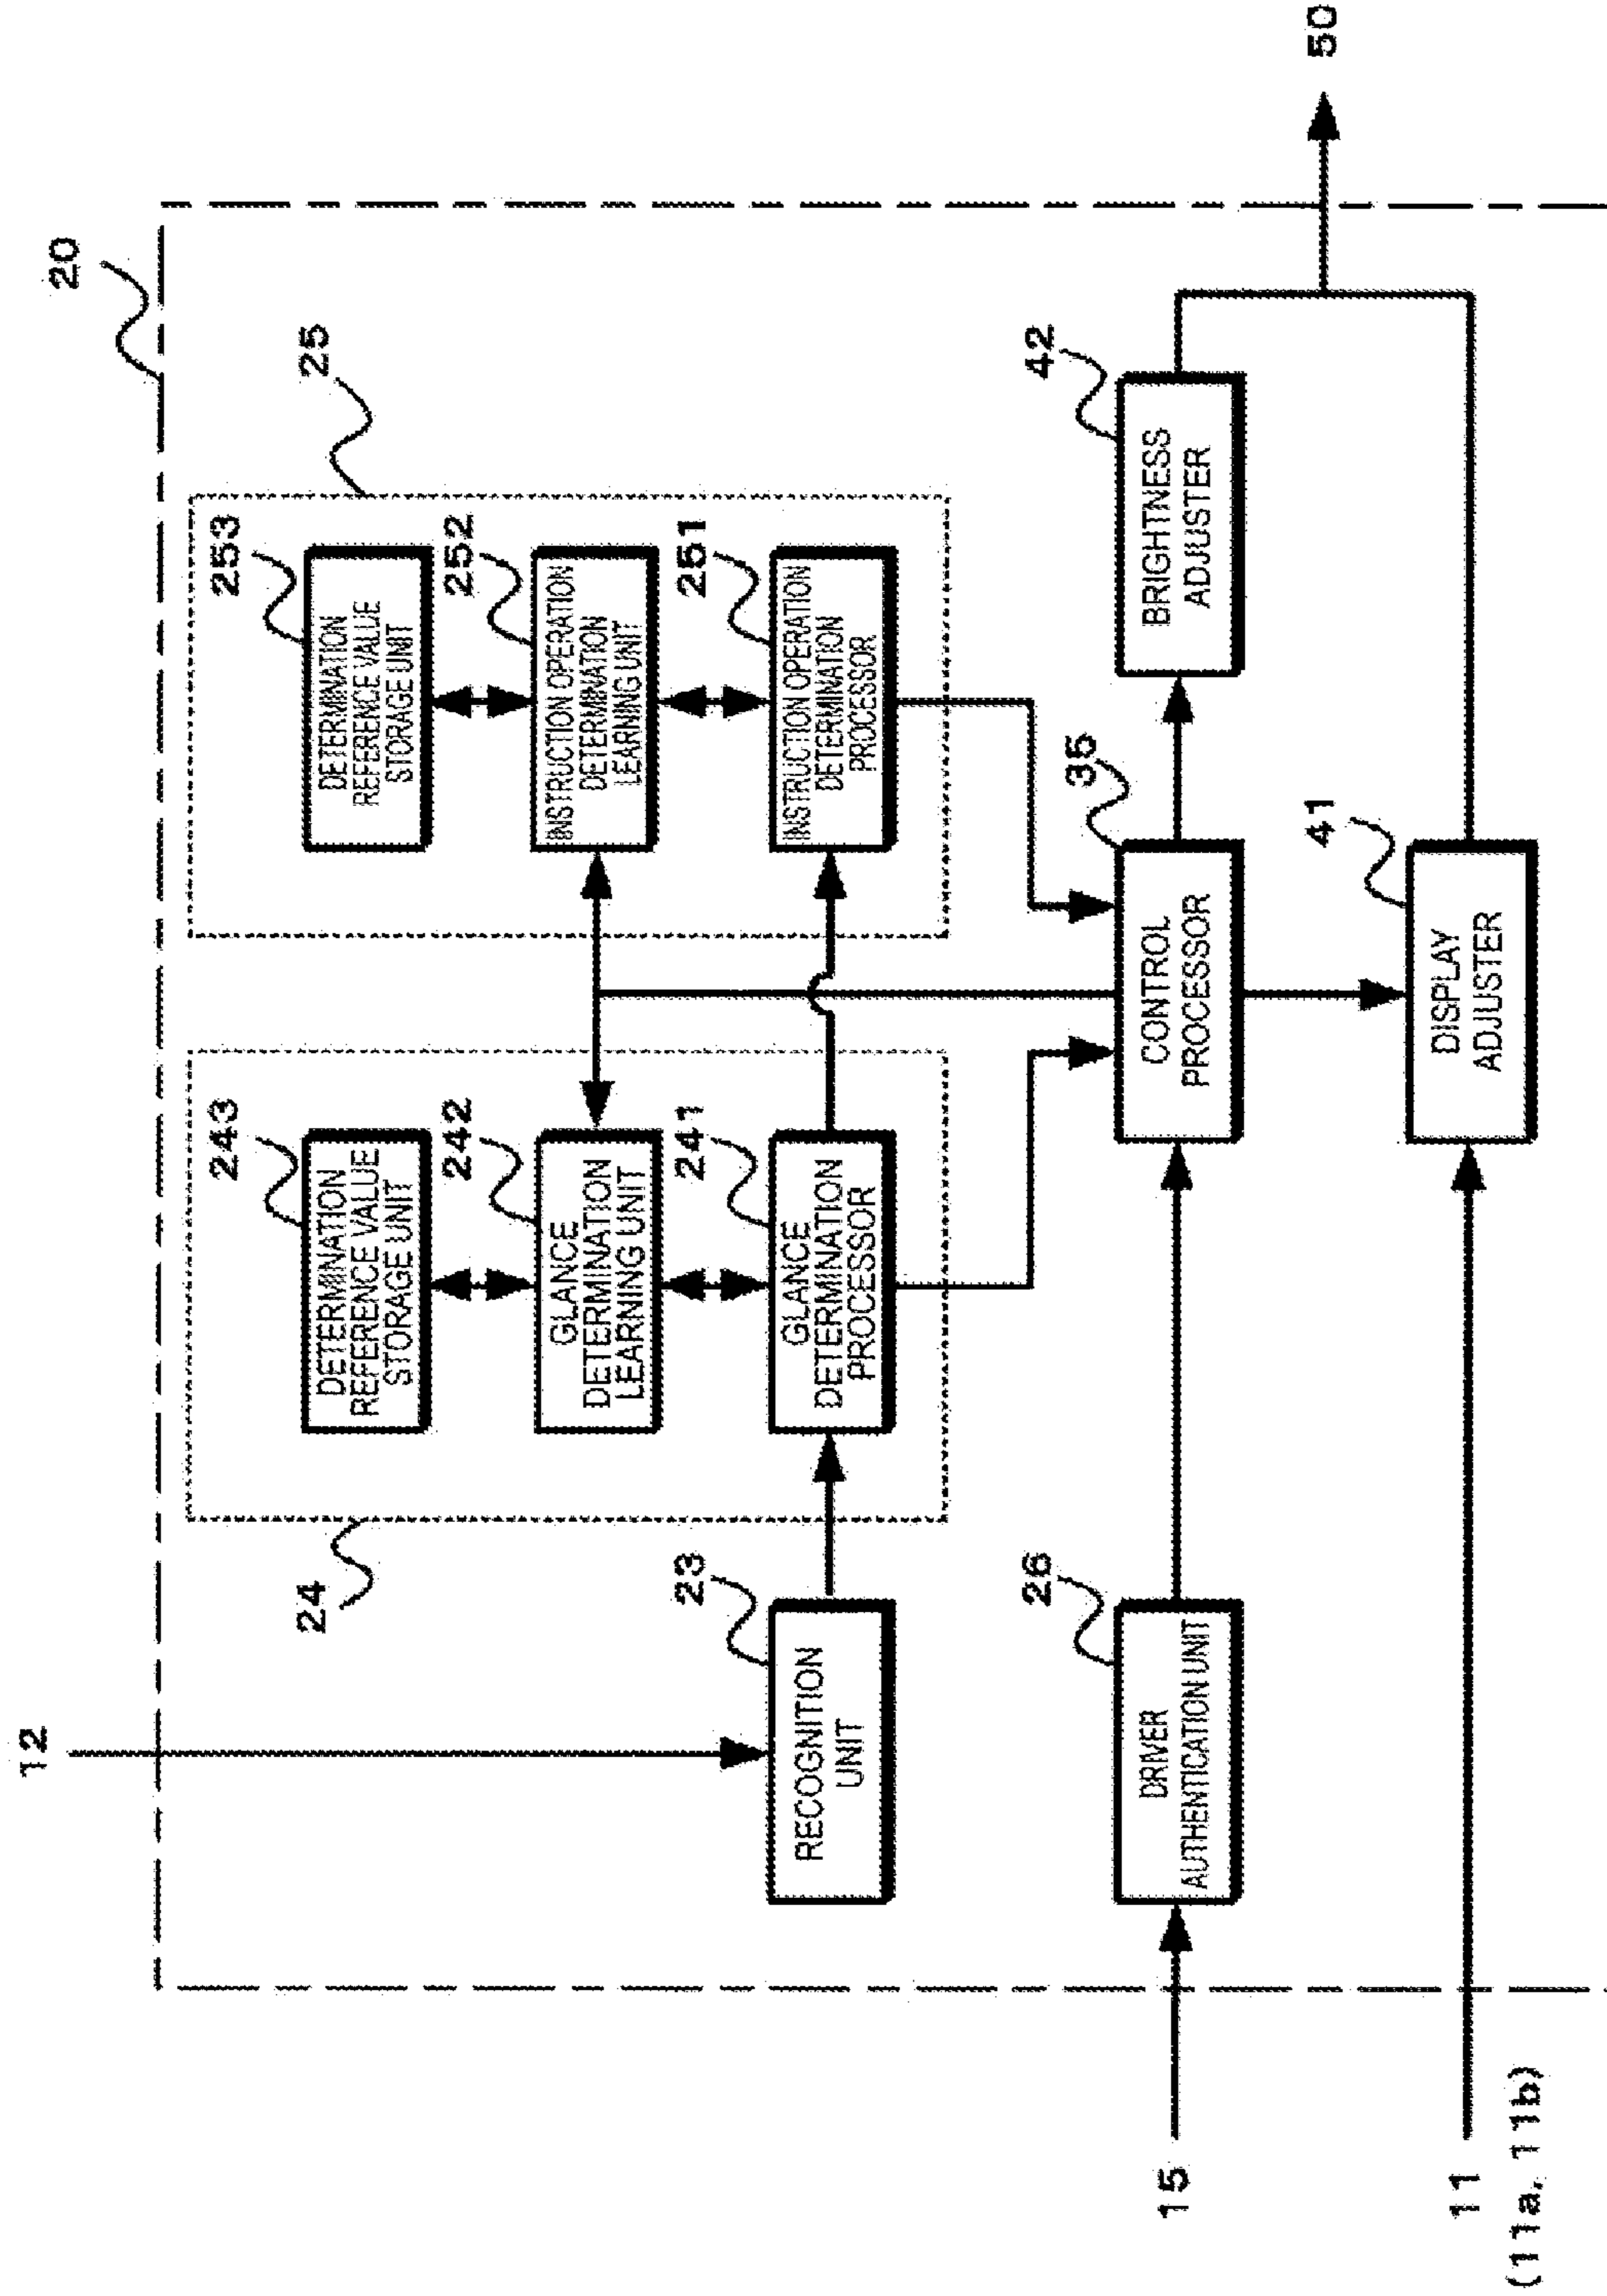 20
12
24
25
243
DETERMINATION
REFERENCE VALUE
STORAGE UNIT
253
DETERMINATION
REFERENCE VALUE
STORAGE UNIT
242
GLANCE
DETERMINATION
LEARNING UNIT
252
INSTRUCTION OPERATION
DETERMINATION
LEARNING UNIT
23
RECOGNITION
UNIT
241
GLANCE
DETERMINATION
PROCESSOR
251
INSTRUCTION OPERATION
DETERMINATION
PROCESSOR
15
26
DRIVER
AUTHENTICATION UNIT
35
CONTROL
PROCESSOR
42
BRIGHTNESS
ADJUSTER
50
11
(11a, 11b)
41
DISPLAY
ADJUSTER